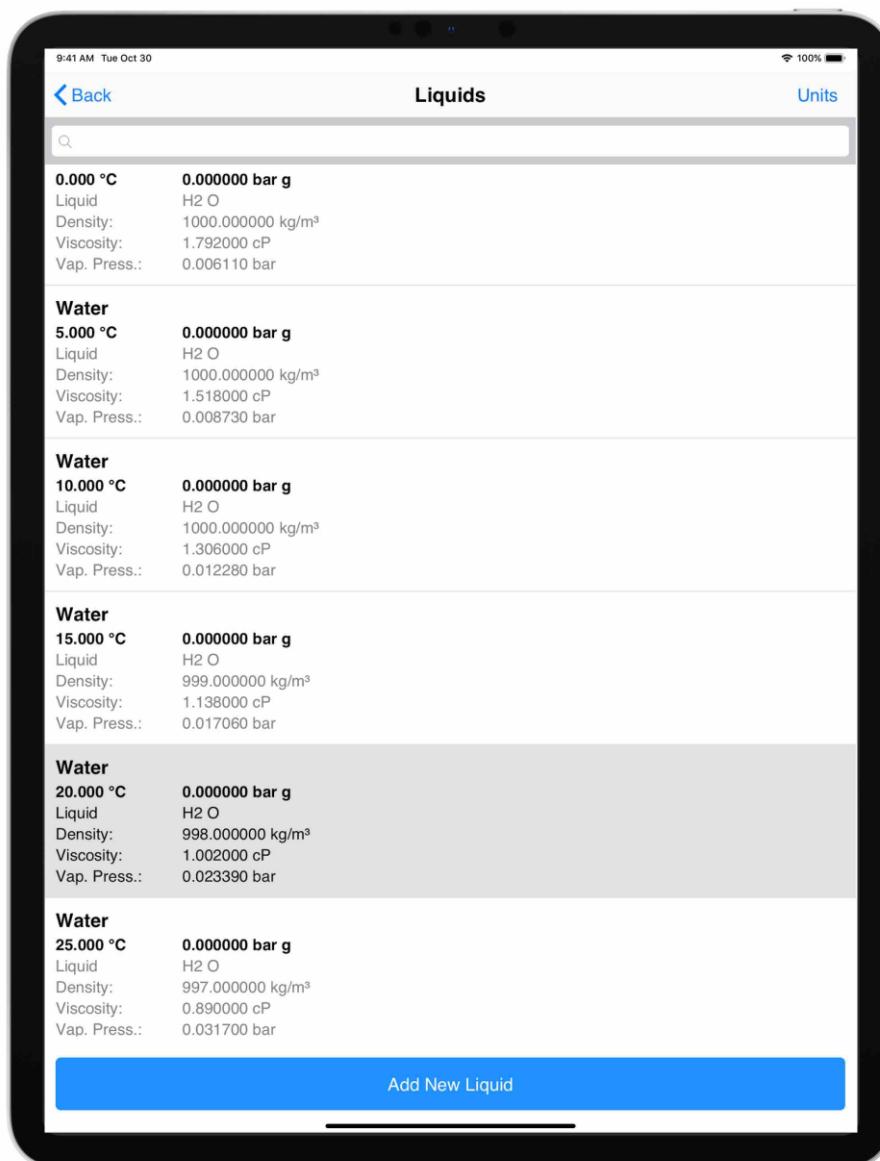 9:41 AM Tue Oct 30 100%
Back Liquids Units
0.000 °C 0.000000 bar g
Liquid H2 O
Density: 1000.000000 kg/m³
Viscosity: 1.792000 cP
Vap. Press.: 0.006110 bar
Water
5.000 °C 0.000000 bar g
Liquid H2 O
Density: 1000.000000 kg/m³
Viscosity: 1.518000 cP
Vap. Press.: 0.008730 bar
Water
10.000 °C 0.000000 bar g
Liquid H2 O
Density: 1000.000000 kg/m³
Viscosity: 1.306000 cP
Vap. Press.: 0.012280 bar
Water
15.000 °C 0.000000 bar g
Liquid H2 O
Density: 999.000000 kg/m³
Viscosity: 1.138000 cP
Vap. Press.: 0.017060 bar
Water
20.000 °C 0.000000 bar g
Liquid H2 O
Density: 998.000000 kg/m³
Viscosity: 1.002000 cP
Vap. Press.: 0.023390 bar
Water
25.000 °C 0.000000 bar g
Liquid H2 O
Density: 997.000000 kg/m³
Viscosity: 0.890000 cP
Vap. Press.: 0.031700 bar
Add New Liquid